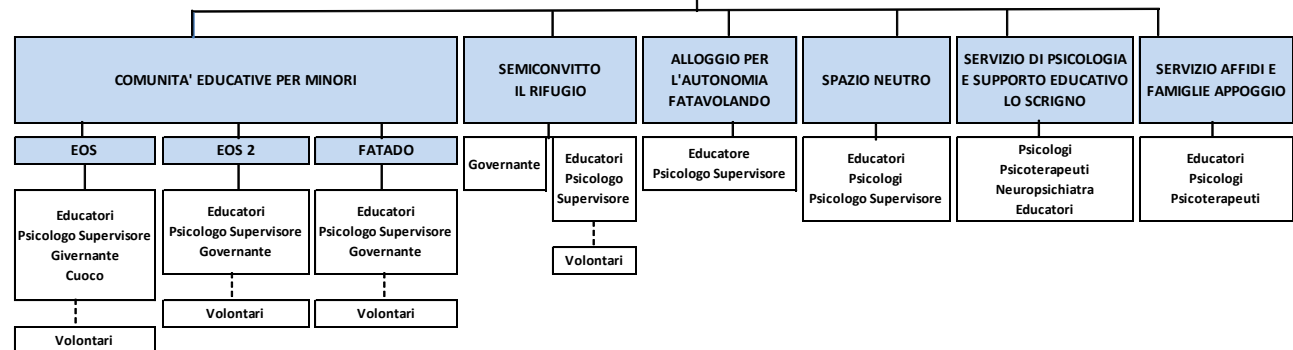 COMUNITA' EDUCATIVE PER MINORI
SEMICONVITTO
IL RIFUGIO
ALLOGGIO PER
L'AUTONOMIA
FATAVOLANDO
SPAZIO NEUTRO
SERVIZIO DI PSICOLOGIA
E SUPPORTO EDUCATIVO
LO SCRIGNO
SERVIZIO AFFIDI E
FAMIGLIE APPOGGIO
EOS
EOS 2
FATADO
Educatori
Psicologo Supervisore
Givernante
Cuoco
Volontari
Educatori
Psicologo Supervisore
Governante
Volontari
Educatori
Psicologo Supervisore
Governante
Volontari
Governante
Educatori
Psicologo
Supervisore
Volontari
Educatore
Psicologo Supervisore
Educatori
Psicologi
Psicologo Supervisore
Psicologi
Psicoterapeuti
Neuropsichiatra
Educatori
Educatori
Psicologi
Psicoterapeuti